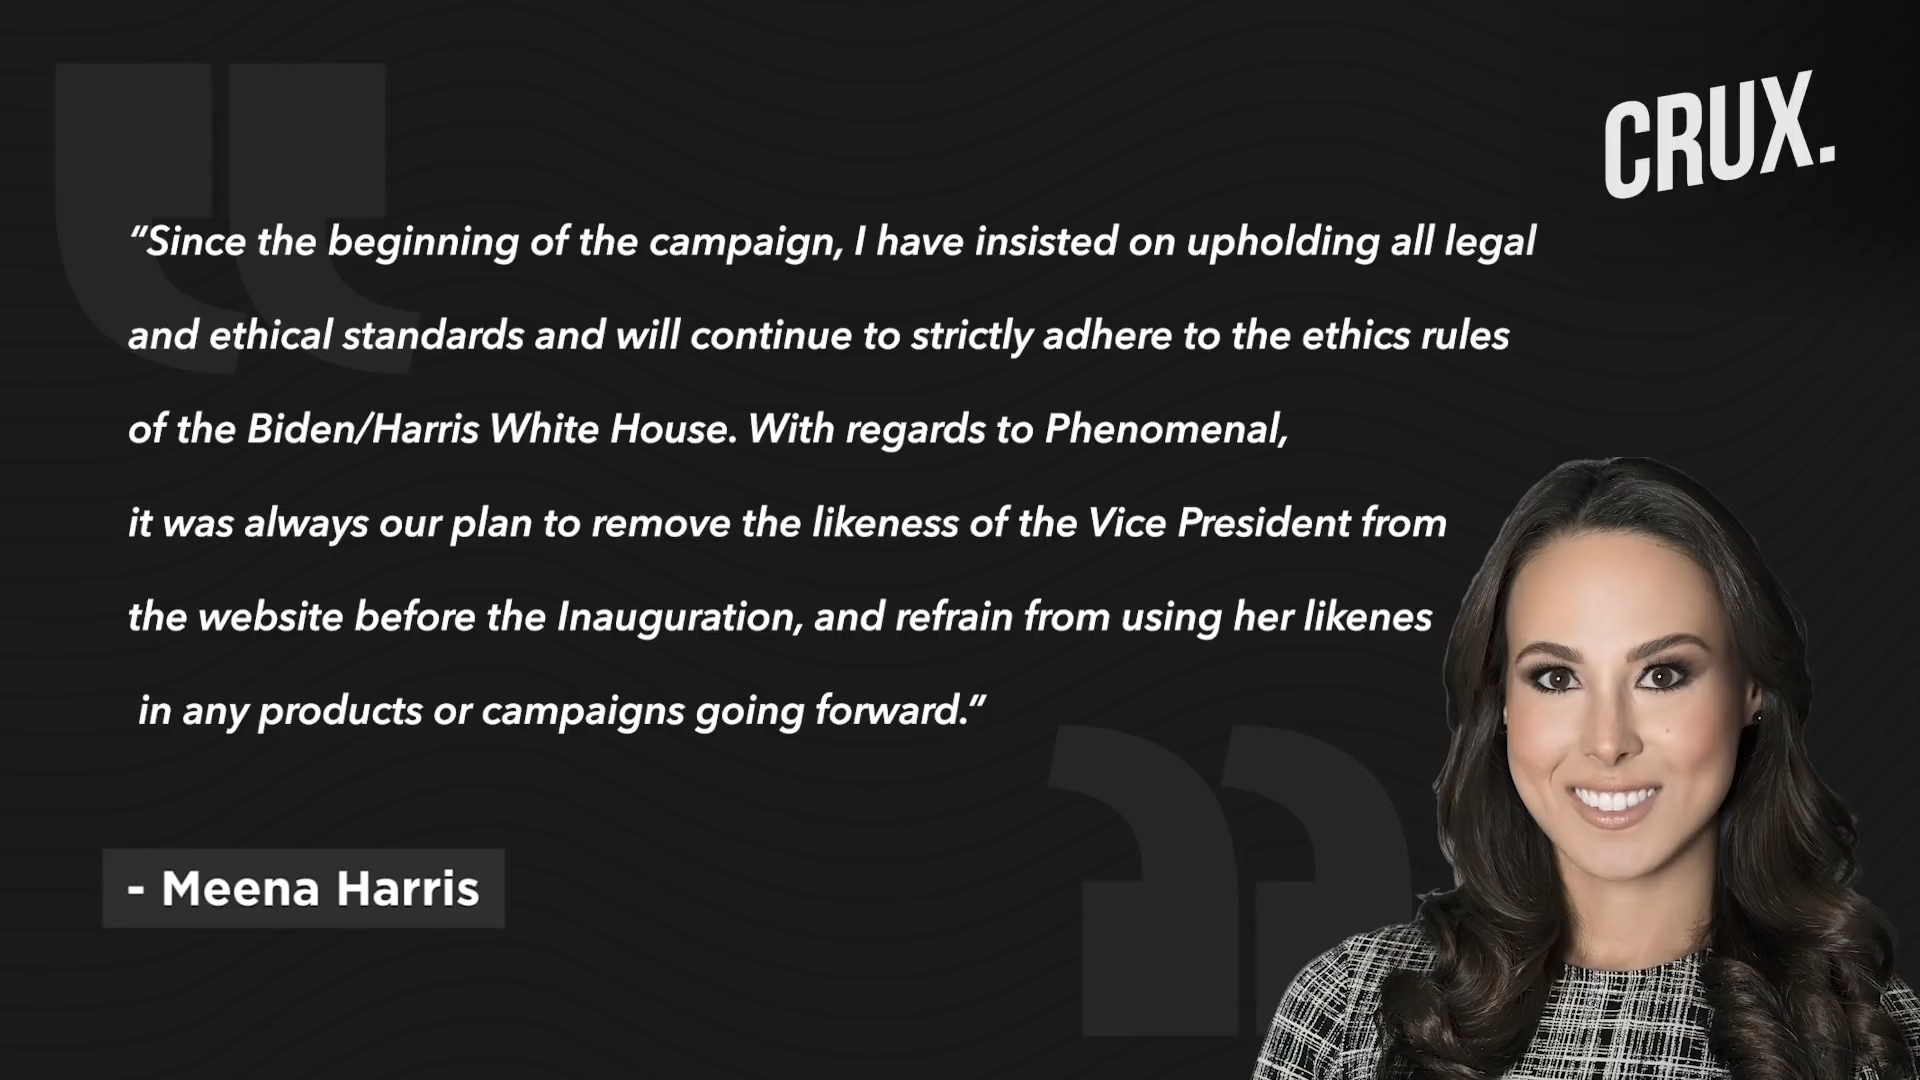 CRUX.
“Since the beginning of the campaign, I have insisted on upholding all legal
and ethical standards and will continue to strictly adhere to the ethics rules
of the Biden/Harris White House. With regards to Phenomenal,
it was always our plan to remove the likeness of the Vice President from
the website before the Inauguration, and refrain from using her likenes
in any products or campaigns going forward.”
- Meena Harris